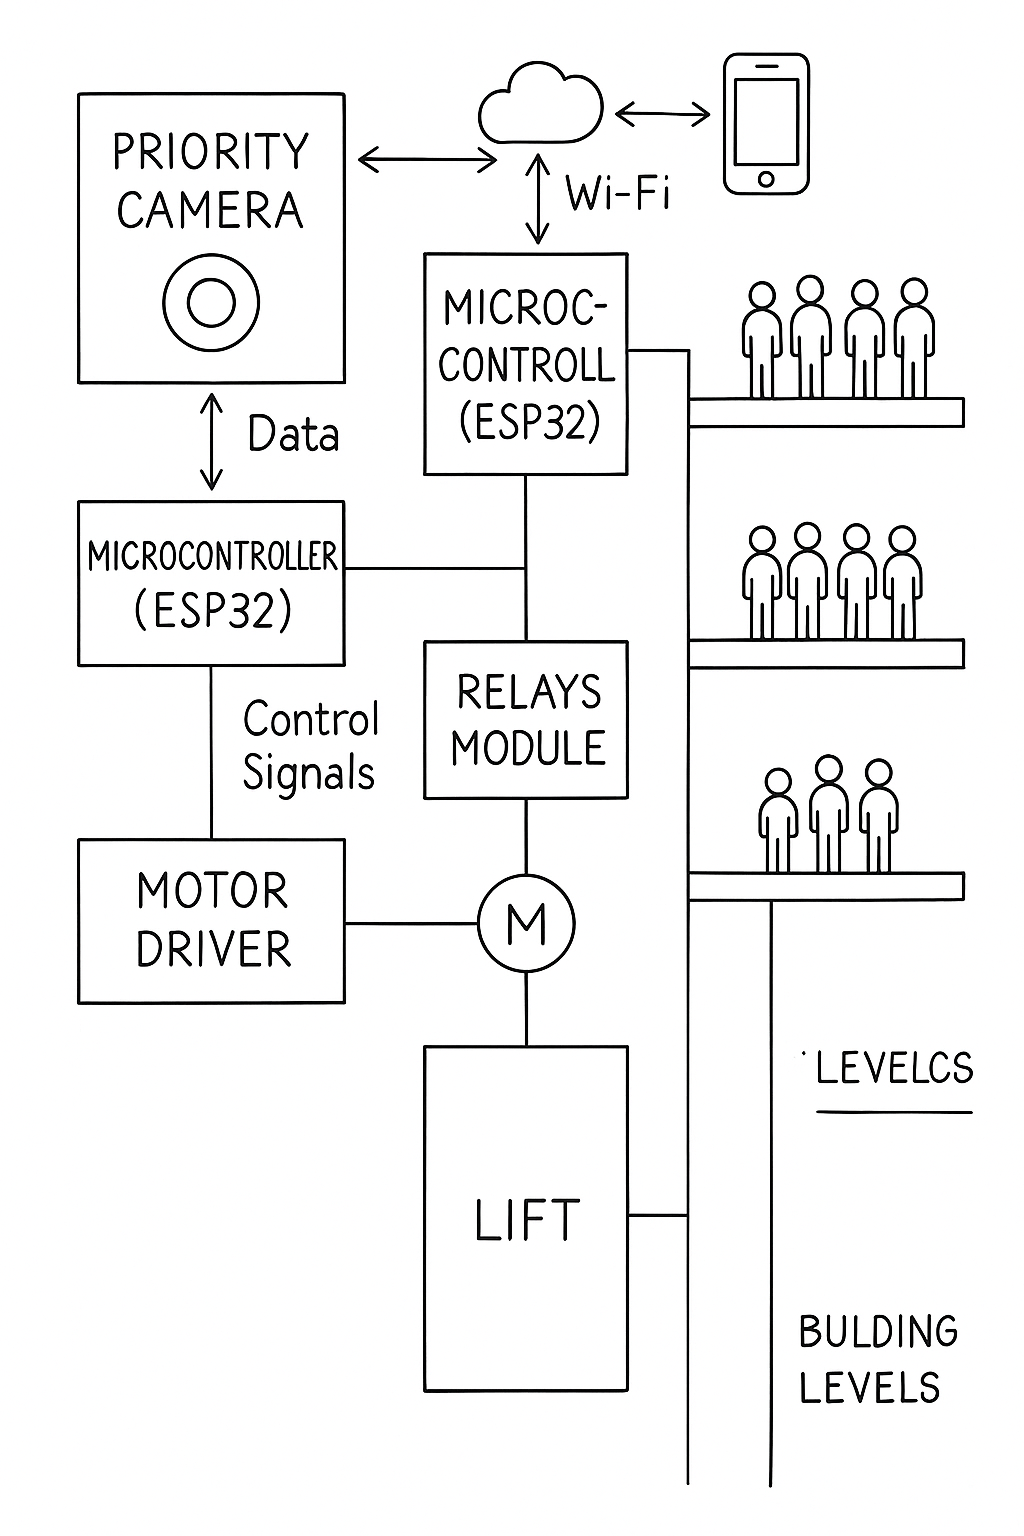 PRIORITY
CAMERA
Wi-Fi
MICROC-
CONTROLL
(ESP32)
Data
MICROCONTROLLER
(ESP32)
RELAYS
MODULE
Control
Signals
MOTOR
DRIVER
M
LEVELCS
LIFT
BULDING
LEVELS